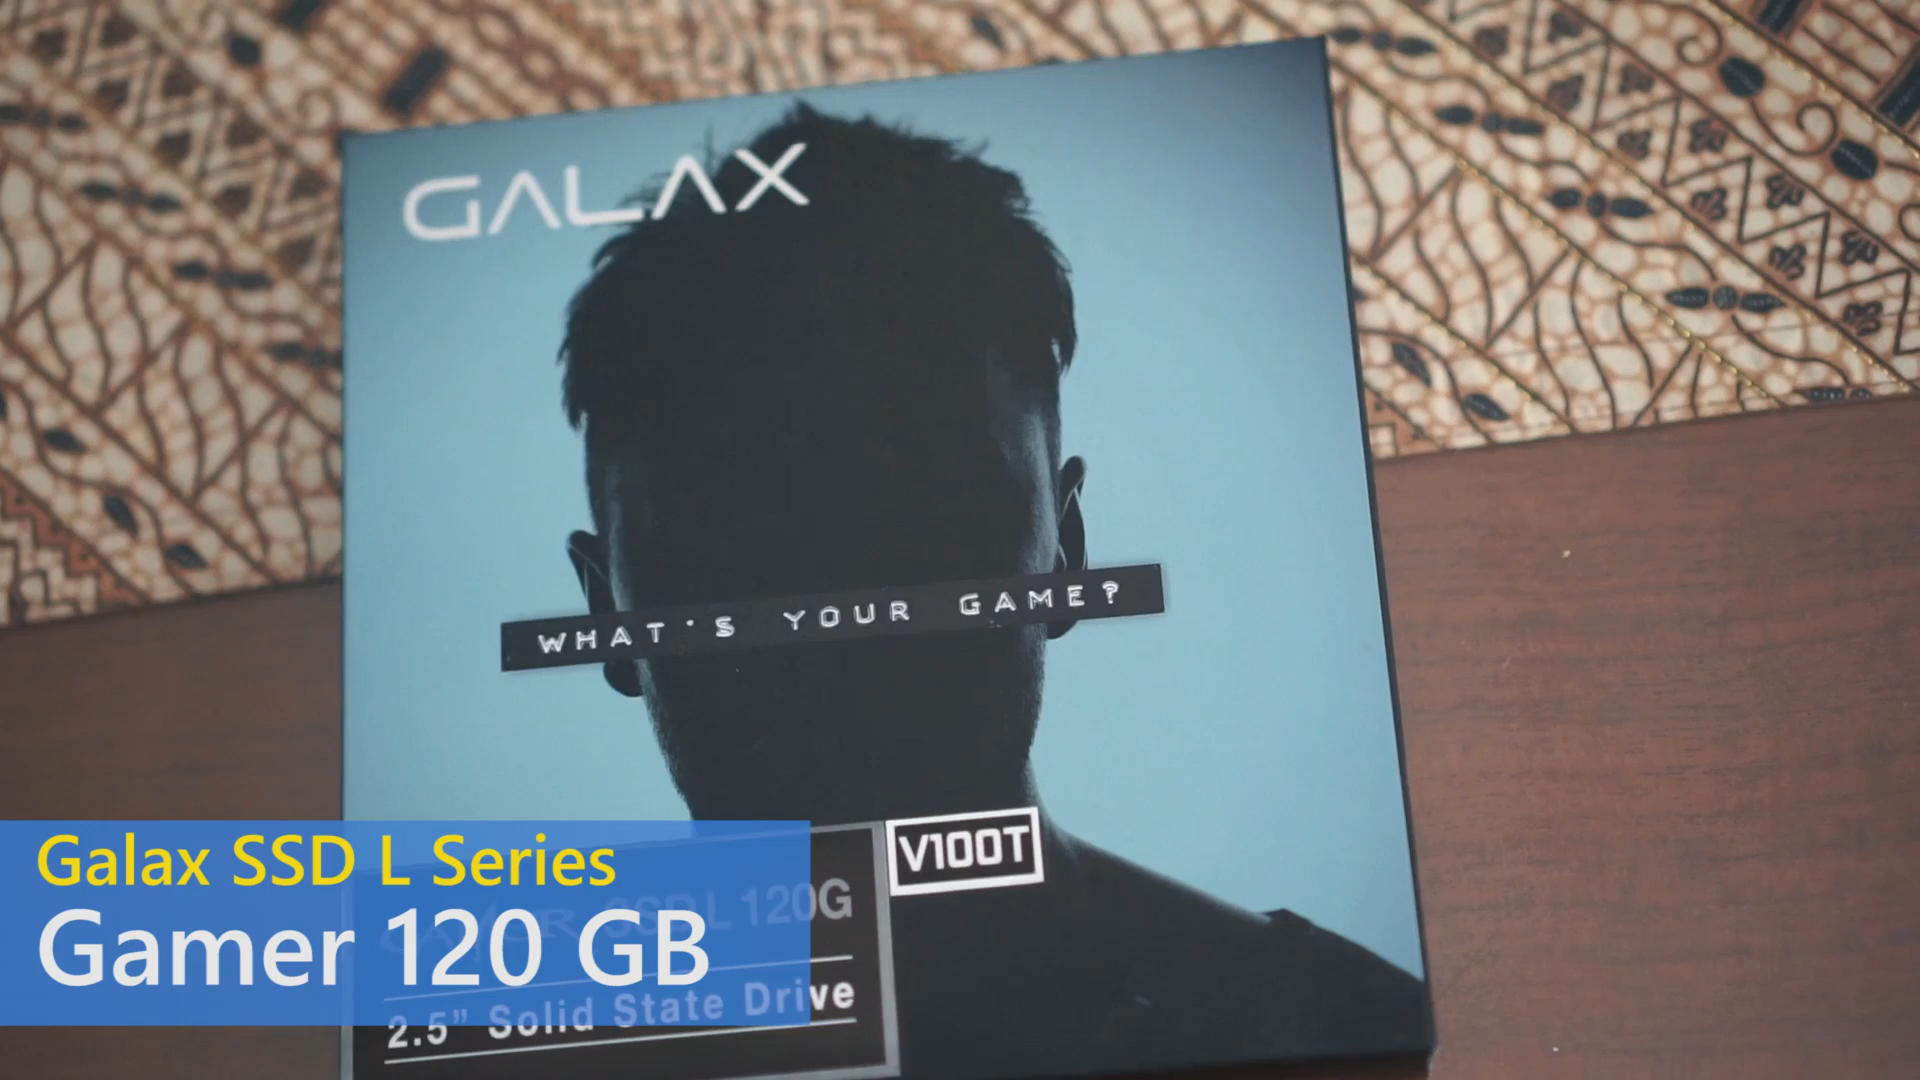 GALAX
WHAT'S YOUR GAME?
V100T
Galax SSD L Series
SSD L 120G
Gamer 120 GB
2.5” Solid State Drive